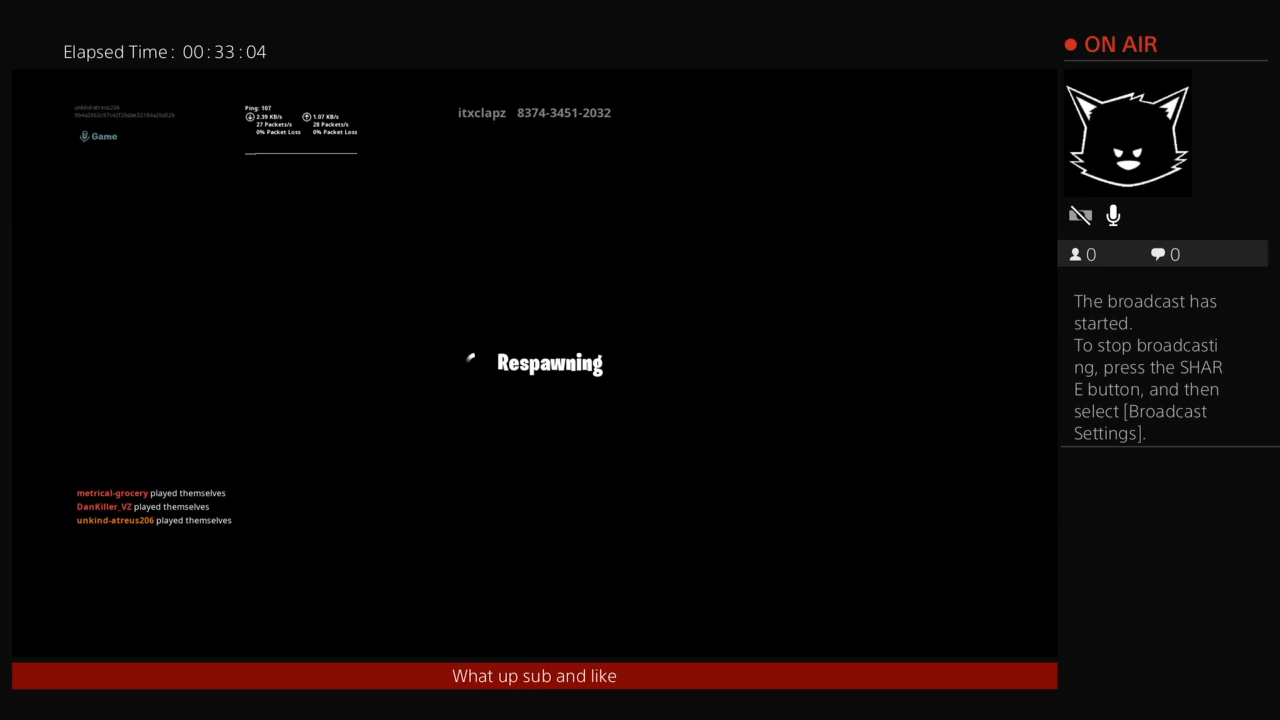 Elapsed Time: 00:33:04
ON AIR
unkind-atreus206
Game
Ping: 107
2.39 KB/s 1.07 KB/s
27 Packets/s 28 Packets/s
0% Packet Loss 0% Packet Loss
itxclapz 8374-3451-2032
0 0
The broadcast has
started.
To stop broadcasti
ng, press the SHAR
E button, and then
select [Broadcast
Settings].
Respawning
metrical-grocery played themselves
DanKiller_VZ played themselves
unkind-atreus206 played themselves
What up sub and like